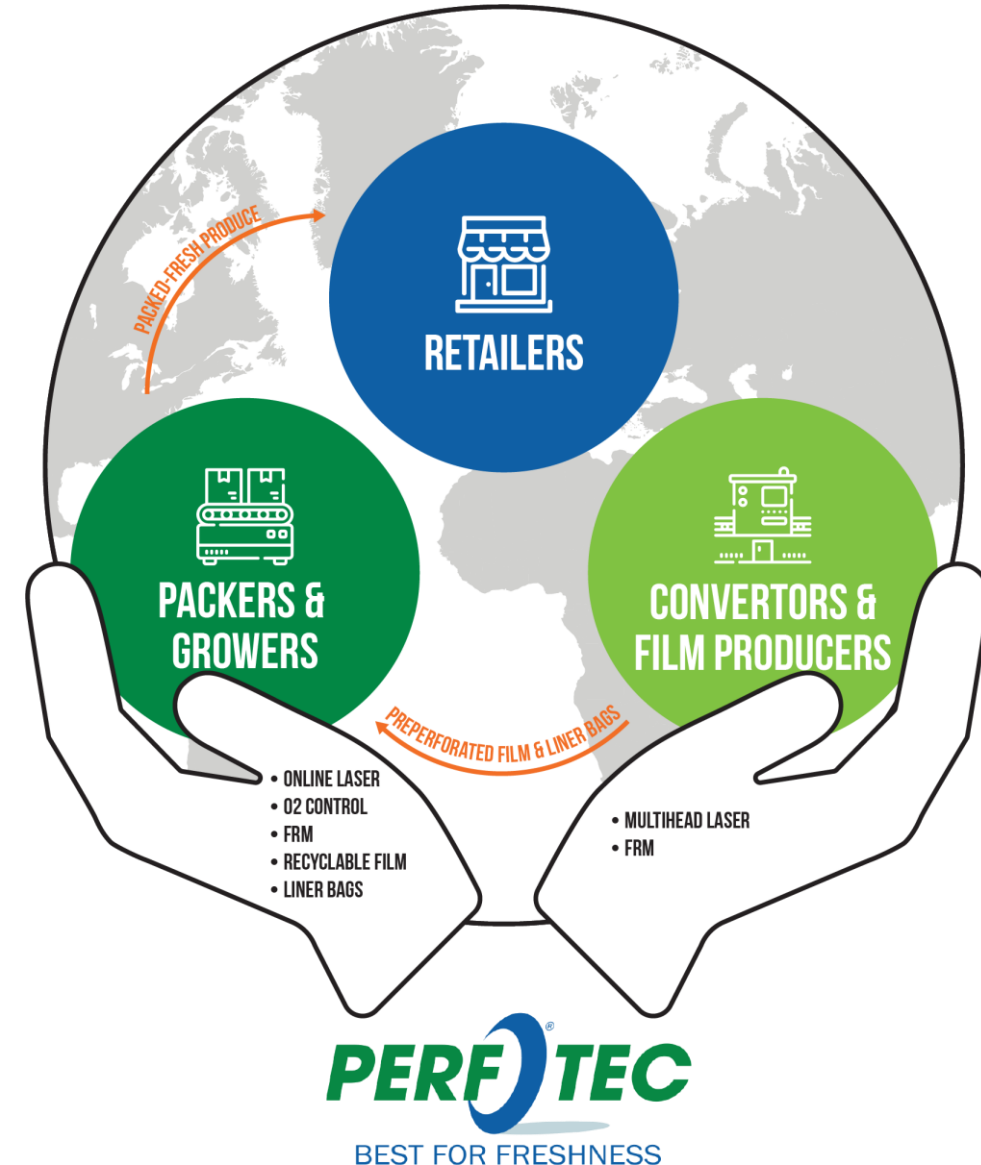 PACKED-FRESH PRODUCE
RETAILERS
PACKERS &
GROWERS
CONVERTORS &
FILM PRODUCERS
PREPERFORATED FILM & LINER BAGS
• ONLINE LASER
• O2 CONTROL
• FRM
• RECYCLABLE FILM
• LINER BAGS
• MULTIHEAD LASER
• FRM
PERFOTEC®
BEST FOR FRESHNESS